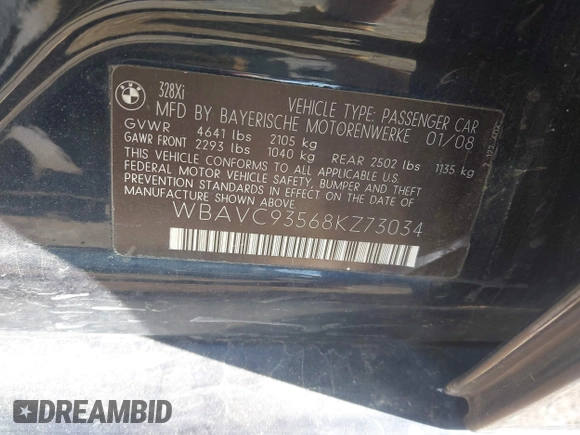 BMW
328Xi
VEHICLE TYPE: PASSENGER CAR
MFD BY BAYERISCHE MOTORENWERKE 01/08
GVWR 4641 lbs 2105 kg
GAWR FRONT 2293 lbs 1040 kg REAR 2502 lbs 1135 kg
THIS VEHICLE CONFORMS TO ALL APPLICABLE
FEDERAL MOTOR VEHICLE SAFETY, BUMPER AND THEFT
PREVENTION STANDARDS IN EFFECT ON THE DATE OF
MANUFACTURE SHOWN ABOVE
WBAVC93568KZ73034
DREAMBID